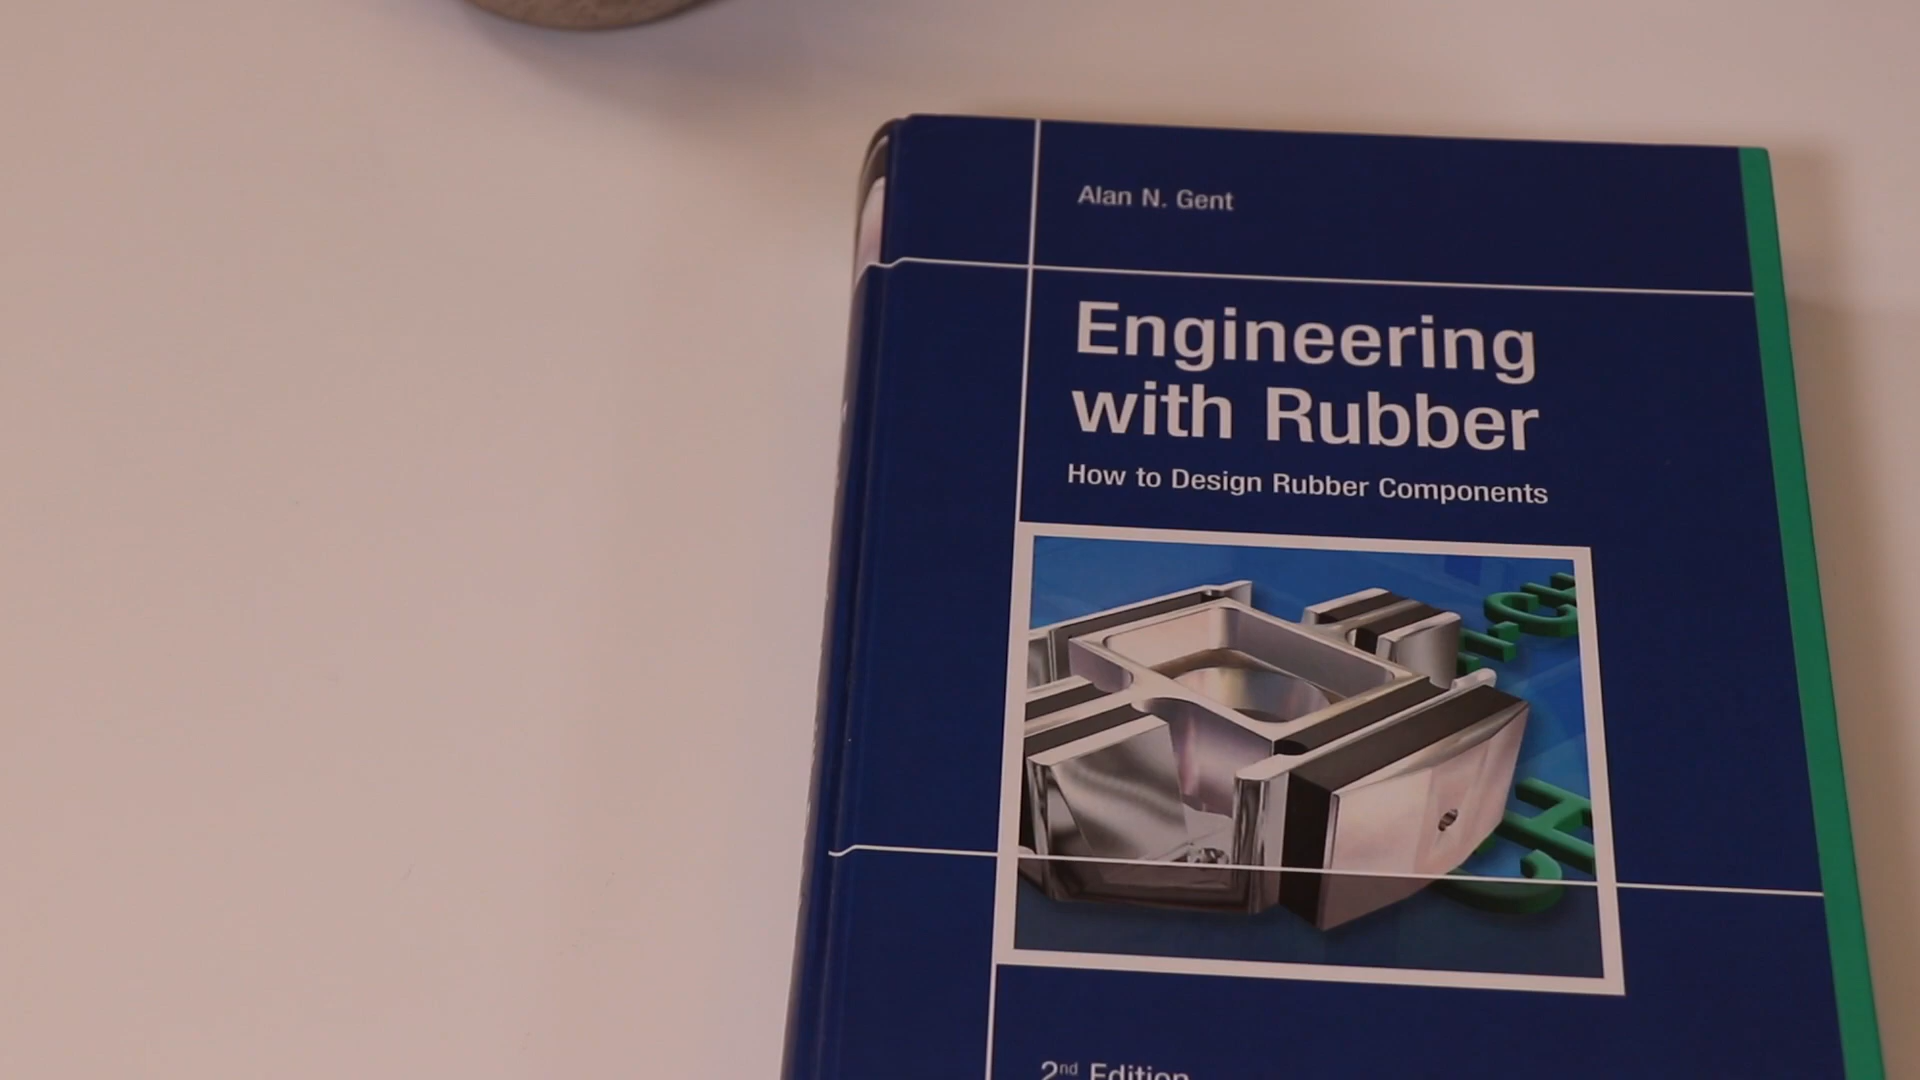 Alan N. Gent
Engineering
with Rubber
How to Design Rubber Components
2nd Edition